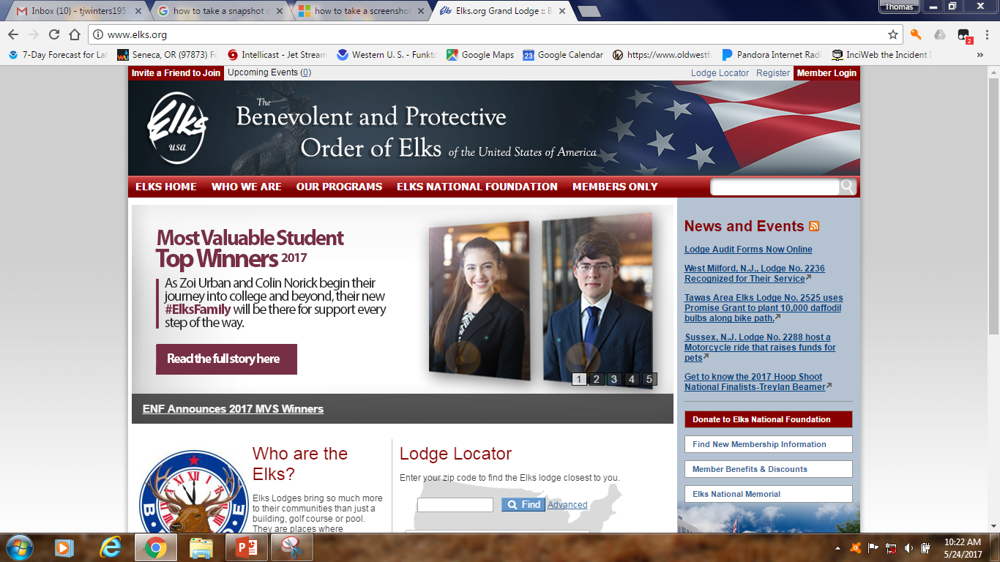 Inbox (10) - tjwinters195
how to take a snapshot o
how to take a screenshot
Elks.org Grand Lodge :: B
Thomas
www.elks.org
7-Day Forecast for Lat
Seneca, OR (97873) Fo
Intellicast - Jet Stream
Western U. S. - Funkto
Google Maps
23
Google Calendar
https://www.oldwestfo
Pandora Internet Radi
InciWeb the Incident I
»
2
Invite a Friend to Join
Upcoming Events (0)
Lodge Locator
Register
Member Login
Elks
usa
The
Benevolent and Protective
Order of Elks of the United States of America
ELKS HOME
WHO WE ARE
OUR PROGRAMS
ELKS NATIONAL FOUNDATION
MEMBERS ONLY
Most Valuable Student
Top Winners 2017
As Zoi Urban and Colin Norick begin their
journey into college and beyond, their new
#ElksFamily will be there for support every
step of the way.
Read the full story here
1 2 3 4 5
ENF Announces 2017 MVS Winners
News and Events
Lodge Audit Forms Now Online
West Milford, N.J., Lodge No. 2236
Recognized for Their Service
Tawas Area Elks Lodge No. 2525 uses
Promise Grant to plant 10,000 daffodil
bulbs along bike path.
Sussex, N.J. Lodge No. 2288 host a
Motorcycle ride that raises funds for
pets
Get to know the 2017 Hoop Shoot
National Finalists-Treylan Beamer
Donate to Elks National Foundation
Find New Membership Information
Member Benefits & Discounts
Elks National Memorial
Who are the
Elks?
Elks Lodges bring so much more
to their communities than just a
building, golf course or pool.
They are places where
Lodge Locator
Enter your zip code to find the Elks lodge closest to you.
Find
Advanced
10:22 AM
5/24/2017